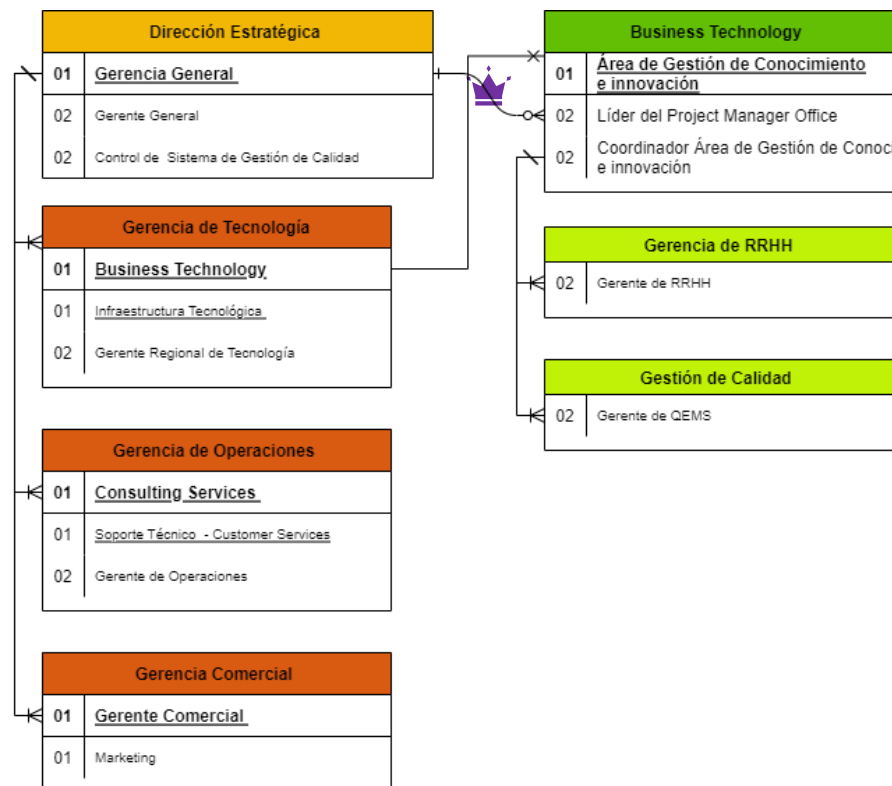 Dirección Estratégica
01 Gerencia General
02 Gerente General
02 Control de Sistema de Gestión de Calidad
Gerencia de Tecnología
01 Business Technology
01 Infraestructura Tecnológica
02 Gerente Regional de Tecnología
Gerencia de Operaciones
01 Consulting Services
01 Soporte Técnico - Customer Services
02 Gerente de Operaciones
Gerencia Comercial
01 Gerente Comercial
01 Marketing
Business Technology
01 Área de Gestión de Conocimiento
e innovación
02 Líder del Project Manager Office
02 Coordinador Área de Gestión de
e innovación
Gerencia de RRHH
02 Gerente de RRHH
Gestión de Calidad
02 Gerente de QEMS